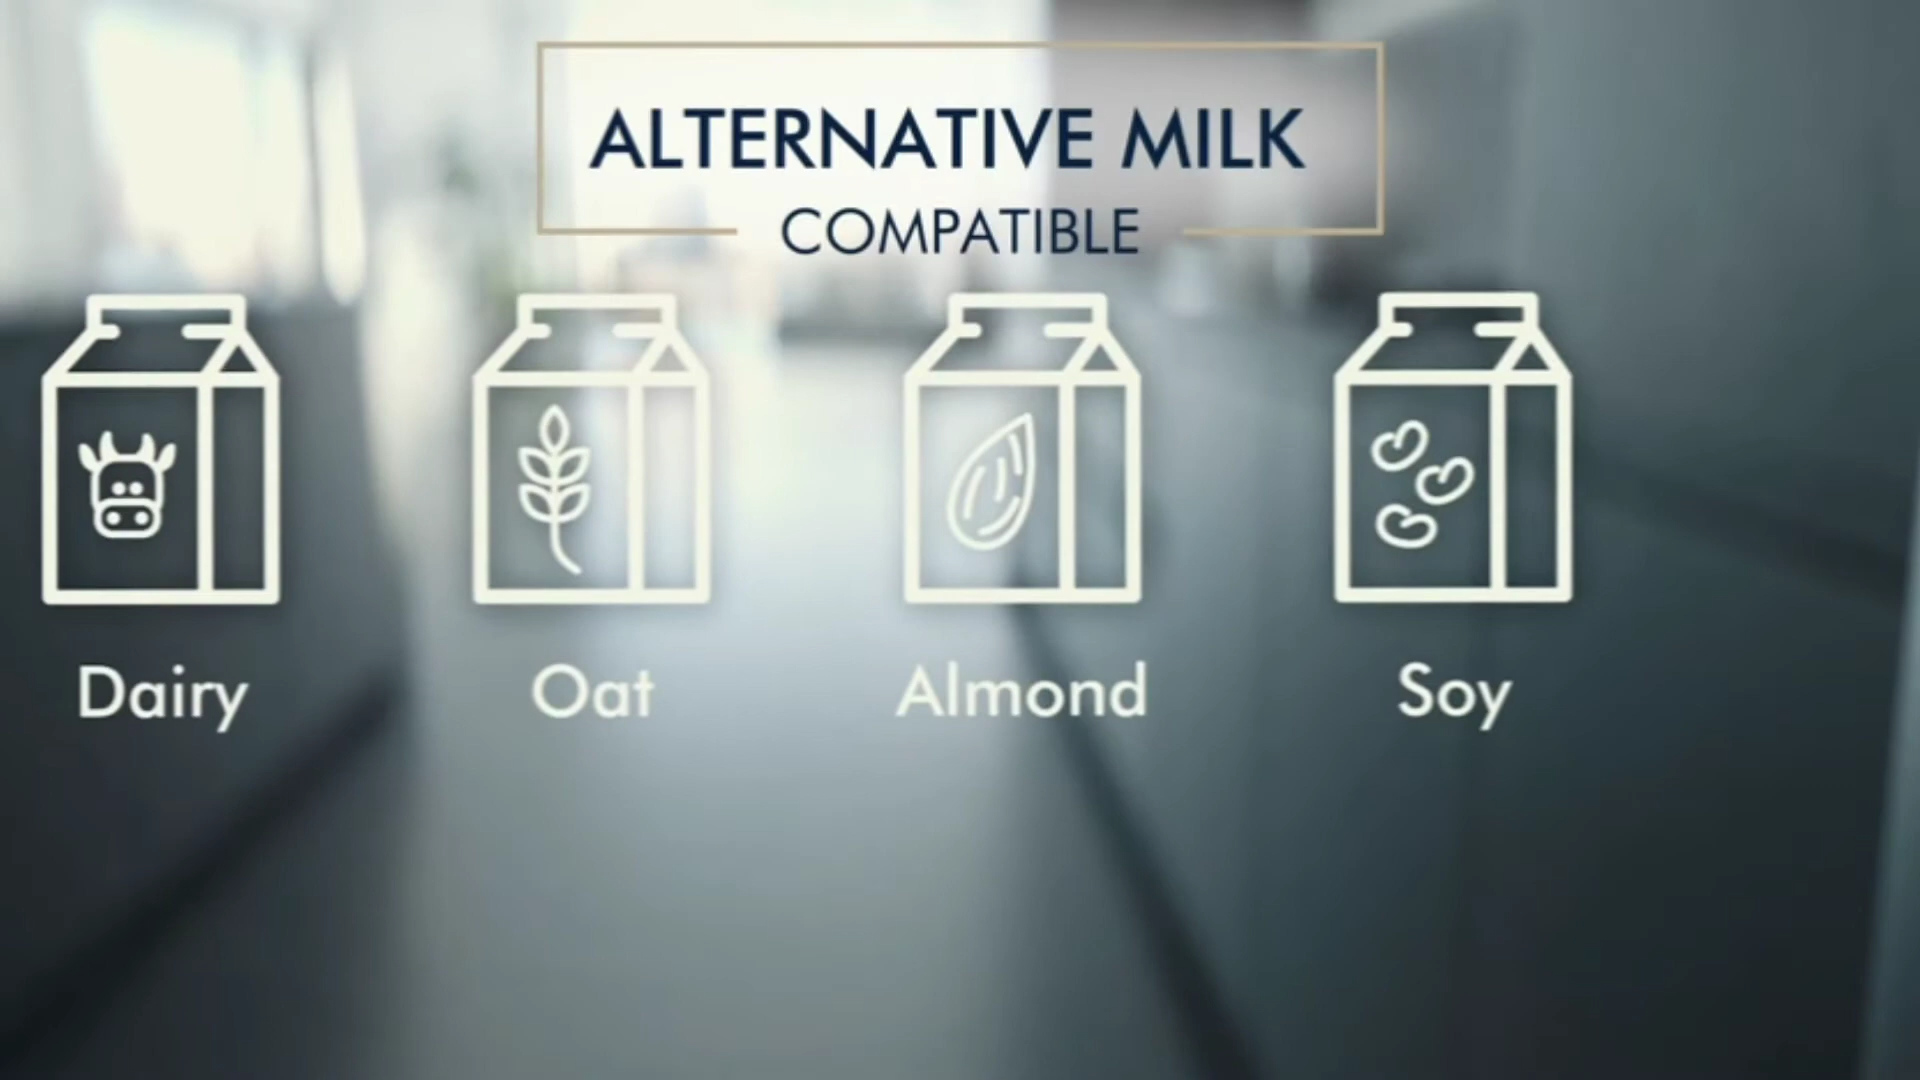 ALTERNATIVE MILK
COMPATIBLE
Dairy
Oat
Almond
Soy